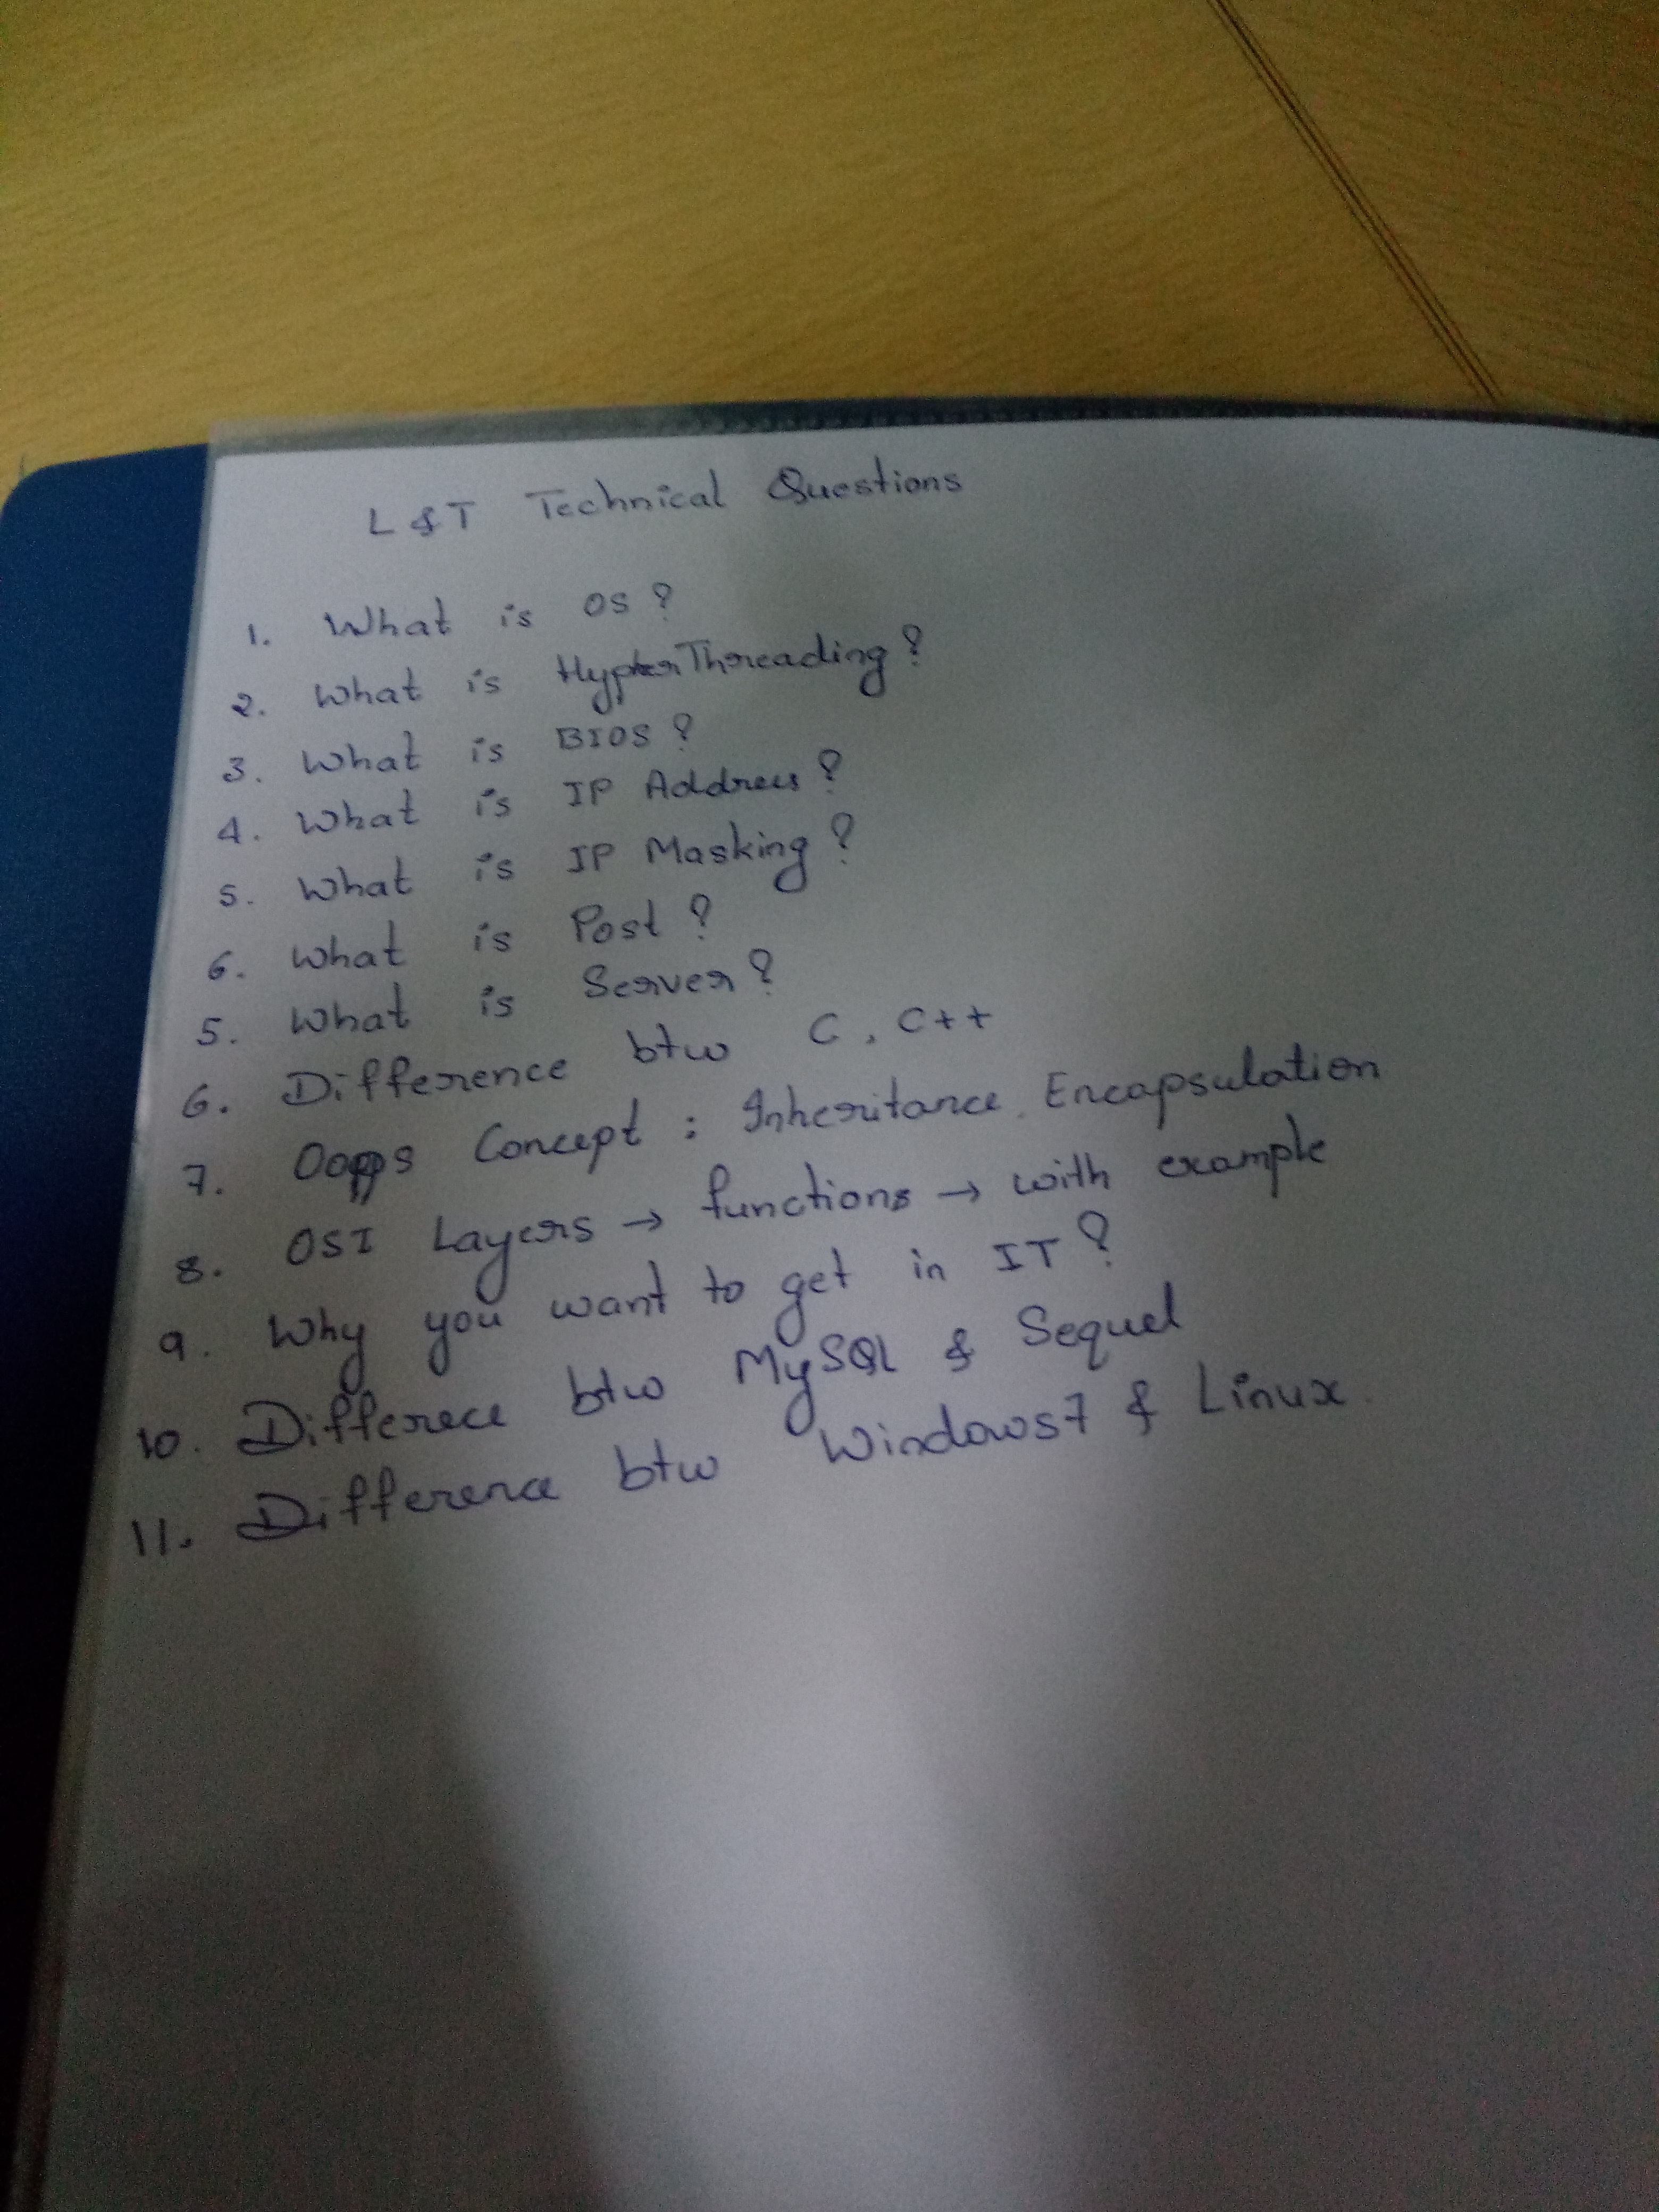 L & T Technical Questions
1. What is OS ?
2. What is HyperThreading ?
3. What is BIOS ?
4. What is IP Address ?
5. What is IP Masking ?
6. What is Post ?
5. What is Server ?
6. Difference btw C, C++
7. Oopps Concept : Inheritance, Encapsulation
8. OSI Layers → functions → with example
9. Why you want to get in IT ?
10. Differece btw MySQL & Sequel
11. Difference btw Windows7 & Linux